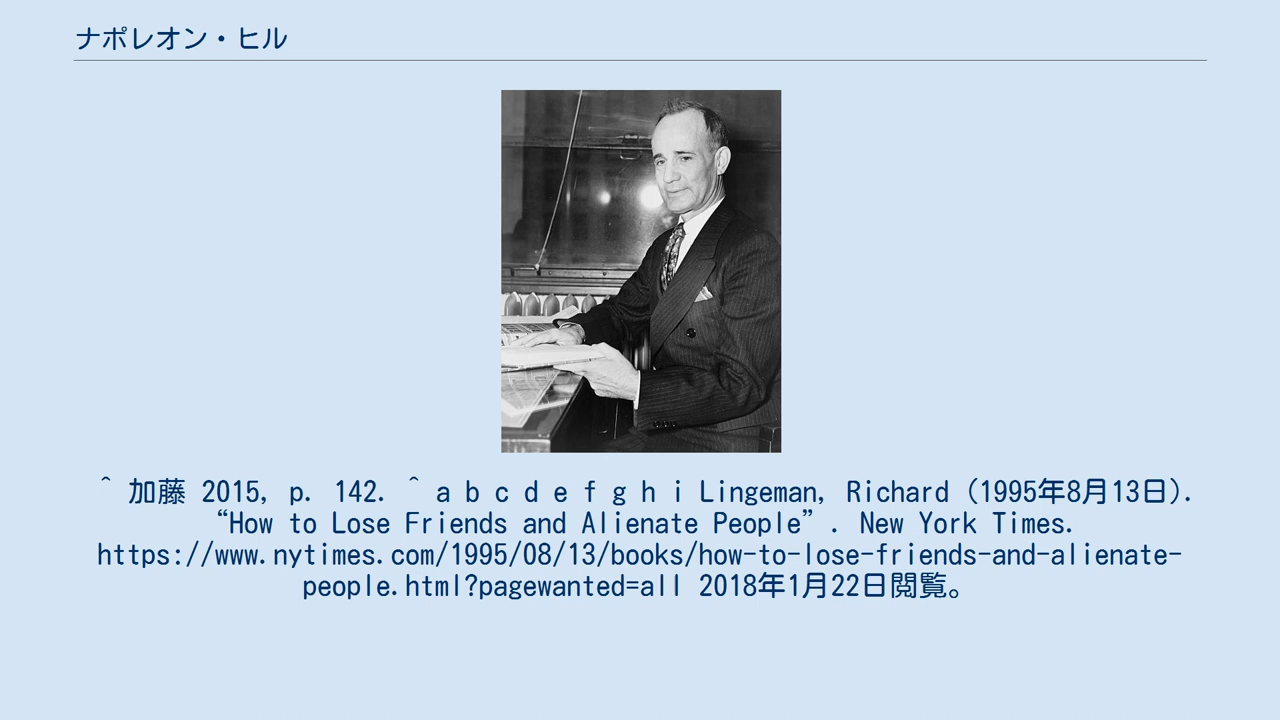 ナポレオン・ヒル
^ 加藤 2015, p. 142. ^ a b c d e f g h i Lingeman, Richard (1995年8月13日).
“How to Lose Friends and Alienate People” . New York Times.
https://www.nytimes.com/1995/08/13/books/how-to-lose-friends-and-alienate-
people.html?pagewanted=all 2018年1月22日閲覧。